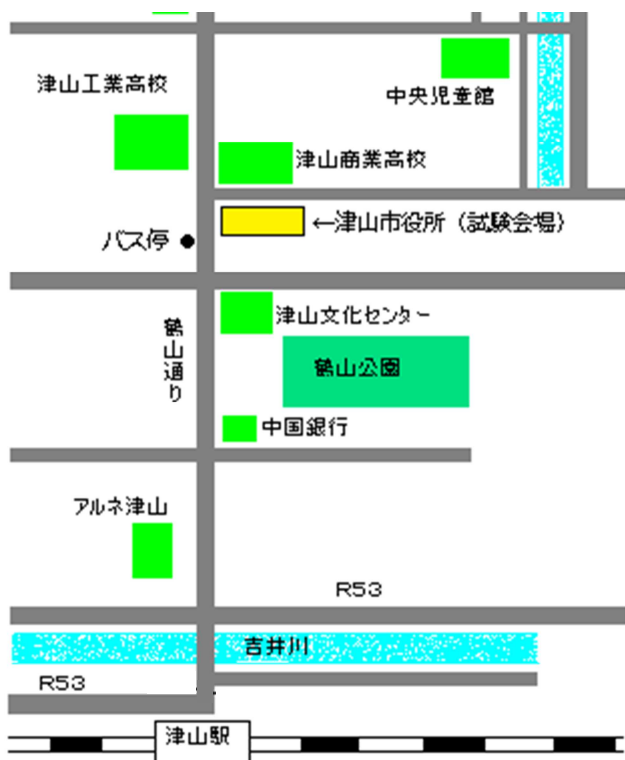 津山工業高校
中央児童館
津山商業高校
←津山市役所（試験会場）
バス停
津山文化センター
鶴山通り
鶴山公園
中国銀行
アルネ津山
R53
吉井川
R53
津山駅